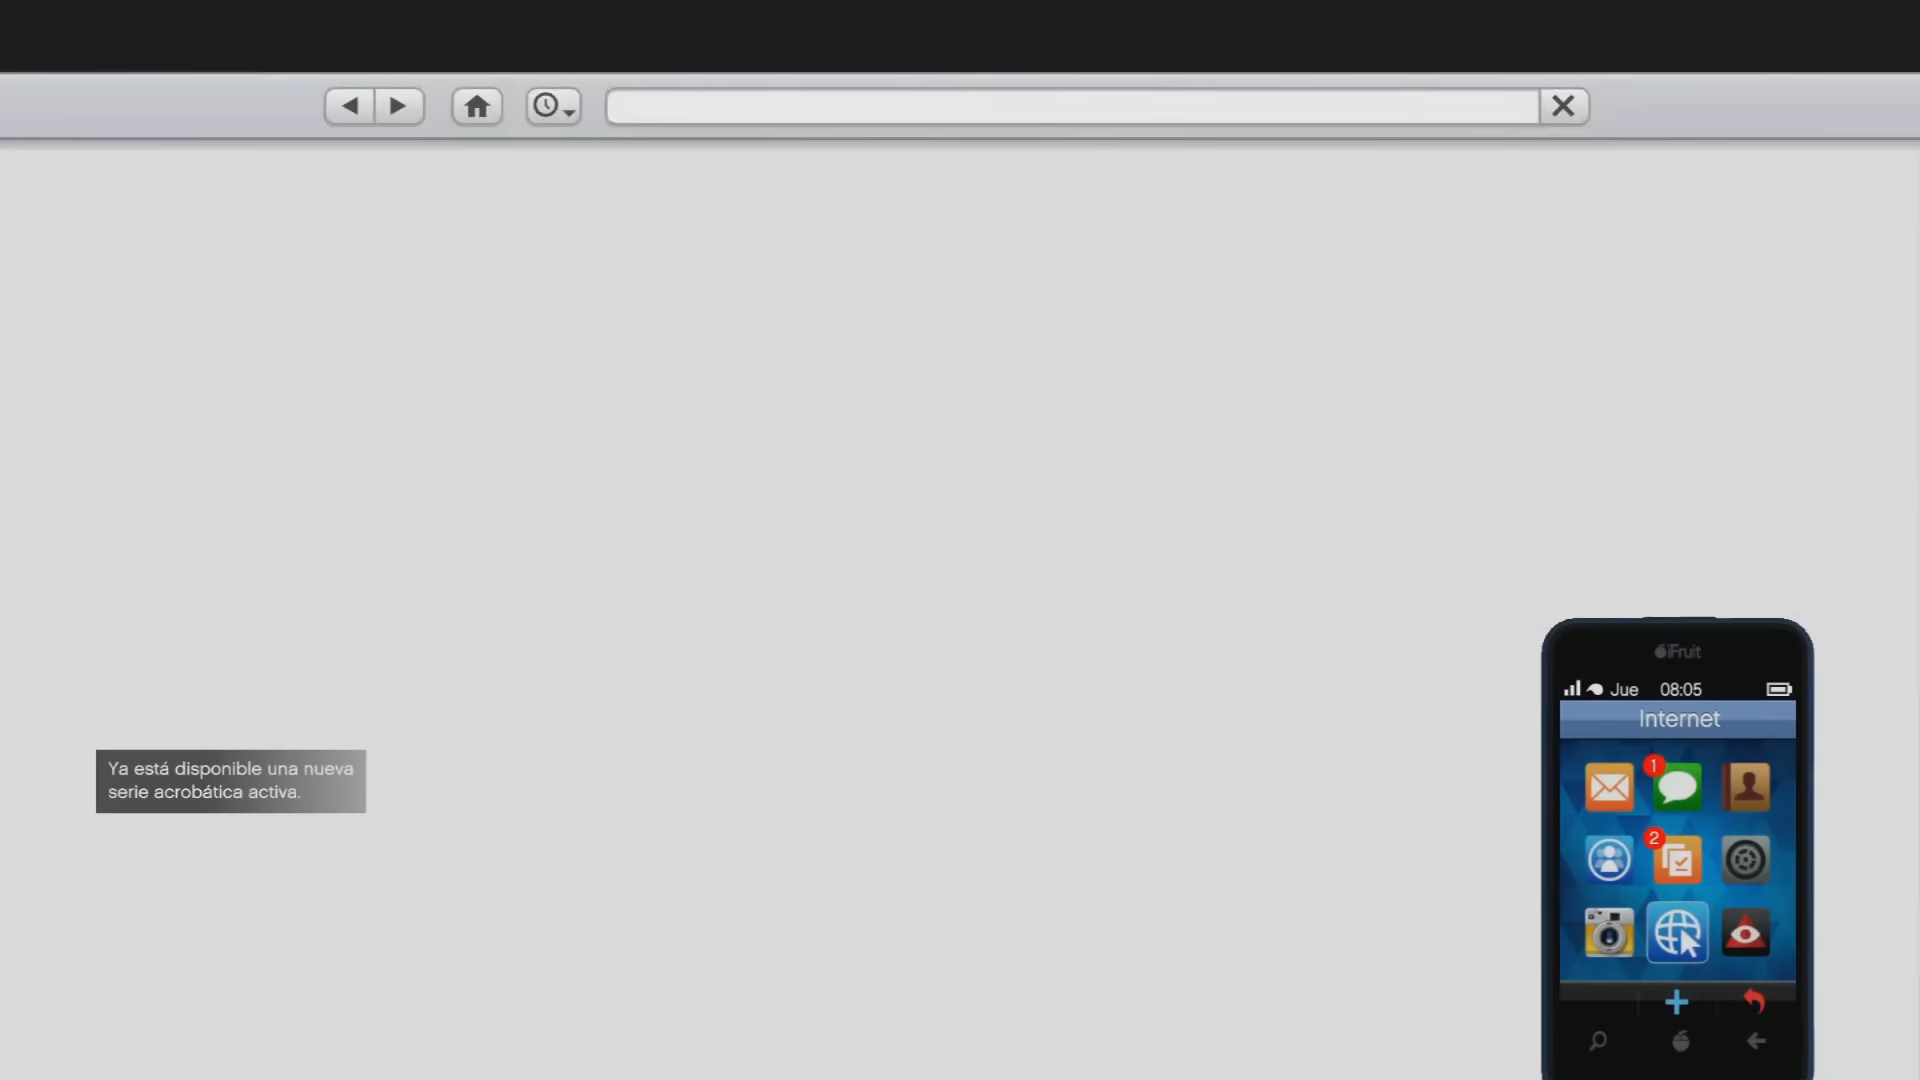 iFruit
Jue 08:05
Internet
1
2
Ya está disponible una nueva
serie acrobática activa.